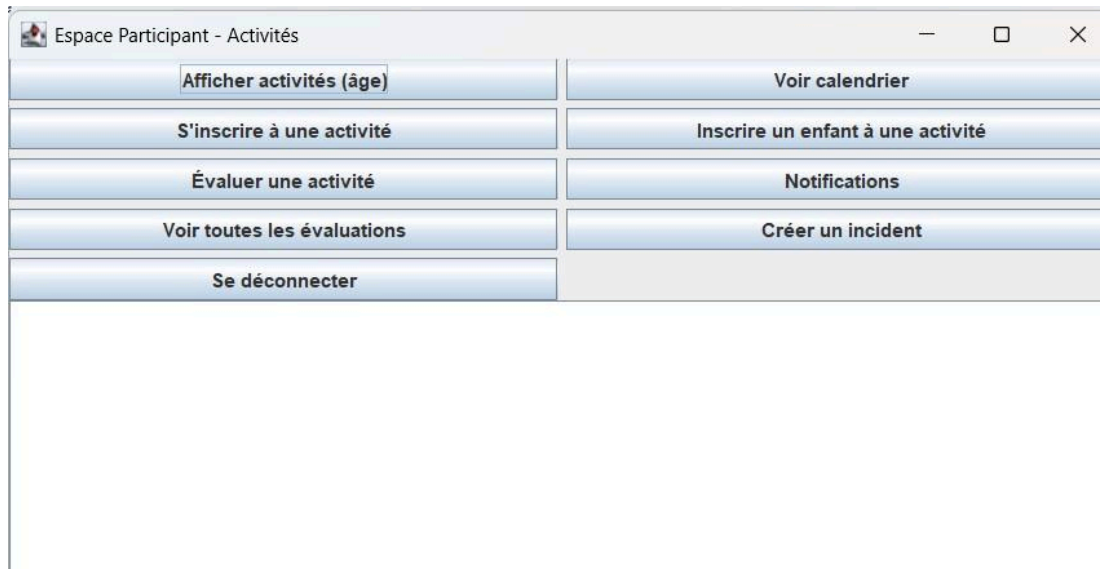 Espace Participant - Activités
Afficher activités (âge)
Voir calendrier
S'inscrire à une activité
Inscrire un enfant à une activité
Évaluer une activité
Notifications
Voir toutes les évaluations
Créer un incident
Se déconnecter